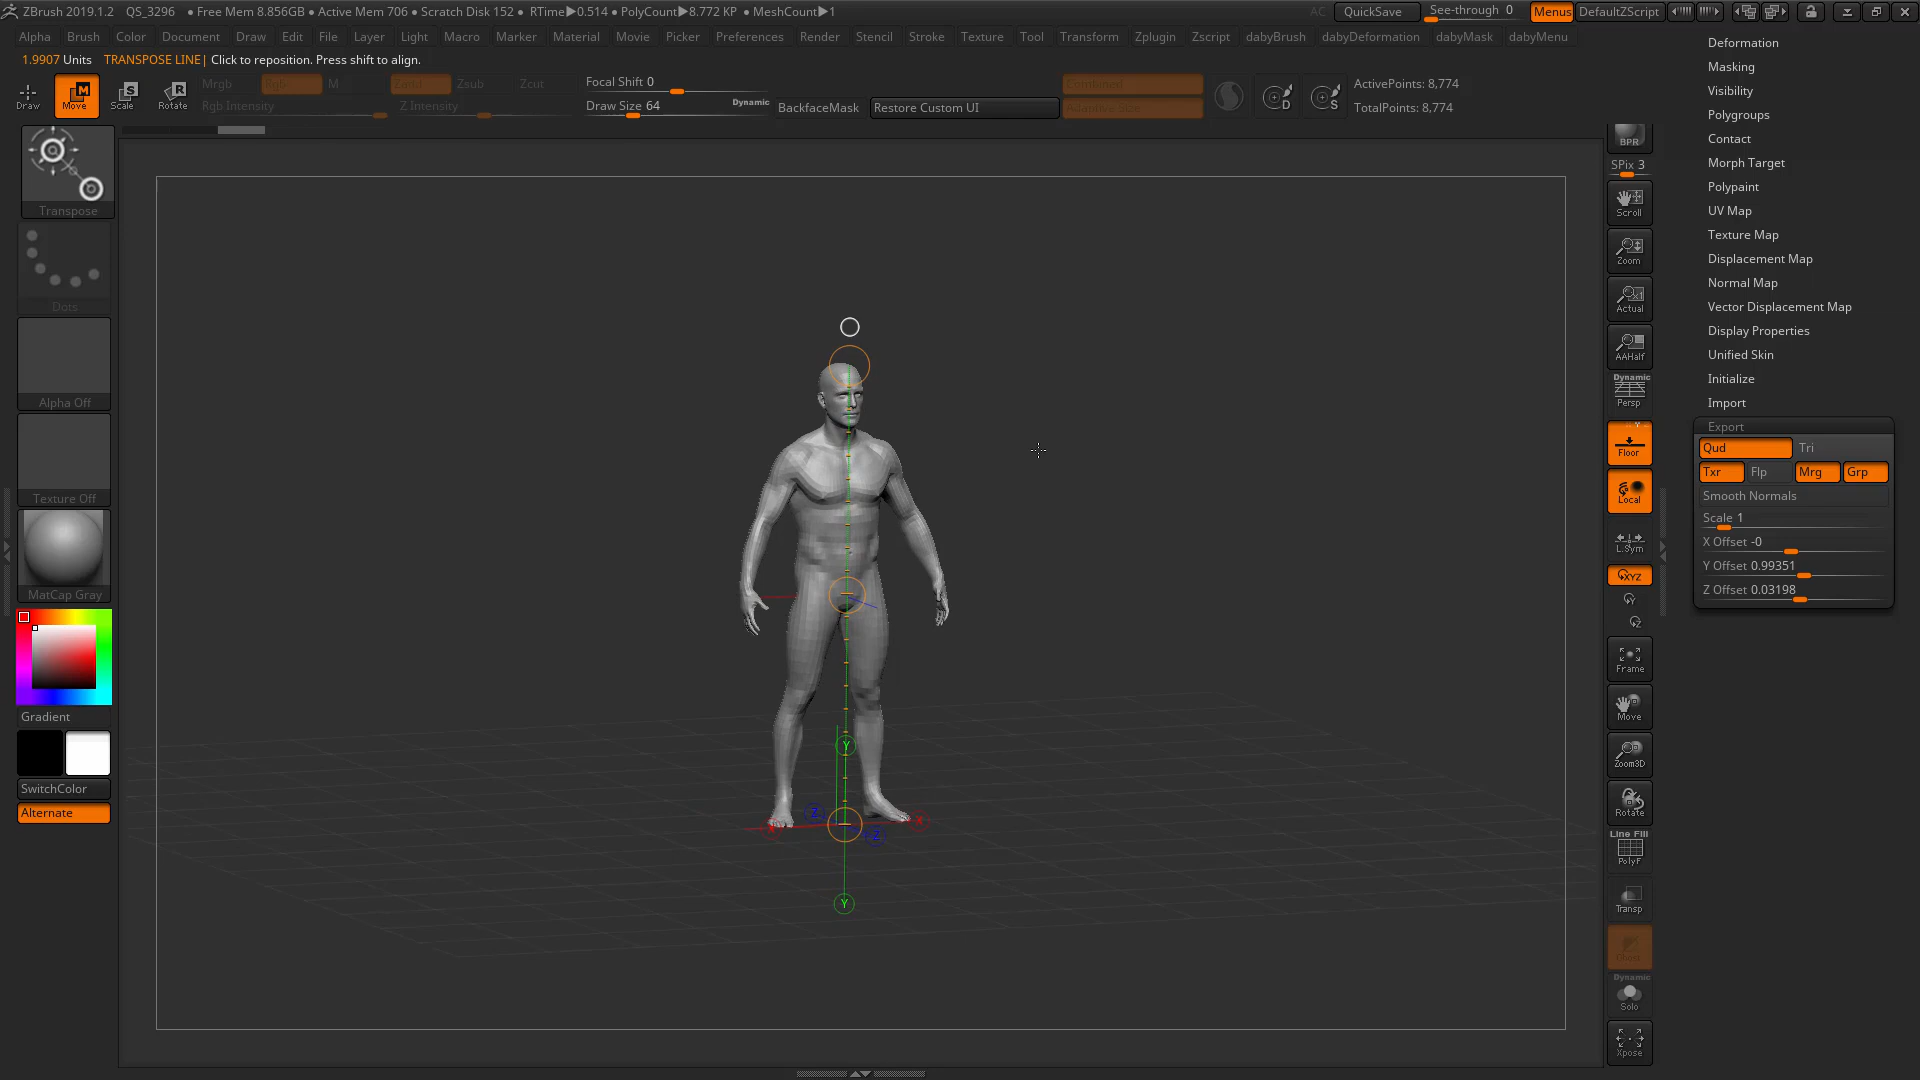 ZBrush 2019.1.2 QS_3296 • Free Mem 8.856GB • Active Mem 706 • Scratch Disk 152 • RTime▶0.514 • PolyCount▶8.772 KP • MeshCount▶1 AC QuickSave See-through 0 Menus DefaultZScript
Alpha Brush Color Document Draw Edit File Layer Light Macro Marker Material Movie Picker Preferences Render Stencil Stroke Texture Tool Transform Zplugin Zscript dabyBrush dabyDeformation dabyMask dabyMenu
1.9907 Units TRANSPOSE LINE| Click to reposition. Press shift to align.
Draw Move Scale Rotate
M R
Mrgb Rgb M Zadd Zsub Zcut
Rgb Intensity Z Intensity
Focal Shift 0
Draw Size 64 Dynamic
BackfaceMask Restore Custom UI
Combined
Adaptive Size
D S
ActivePoints: 8,774
TotalPoints: 8,774
Transpose
Dots
Alpha Off
Texture Off
MatCap Gray
Gradient
SwitchColor
Alternate
Y
Z X
X Z
Y
BPR
SPix 3
Scroll
Zoom
Actual
AAHalf
Dynamic
Persp
Floor
Local
L.Sym
XYZ
Y
Z
Frame
Move
Zoom3D
Rotate
Line Fill
PolyF
Transp
Ghost
Dynamic
Solo
Xpose
Deformation
Masking
Visibility
Polygroups
Contact
Morph Target
Polypaint
UV Map
Texture Map
Displacement Map
Normal Map
Vector Displacement Map
Display Properties
Unified Skin
Initialize
Import
Export
Qud Tri
Txr Flp Mrg Grp
Smooth Normals
Scale 1
X Offset -0
Y Offset 0.99351
Z Offset 0.03198